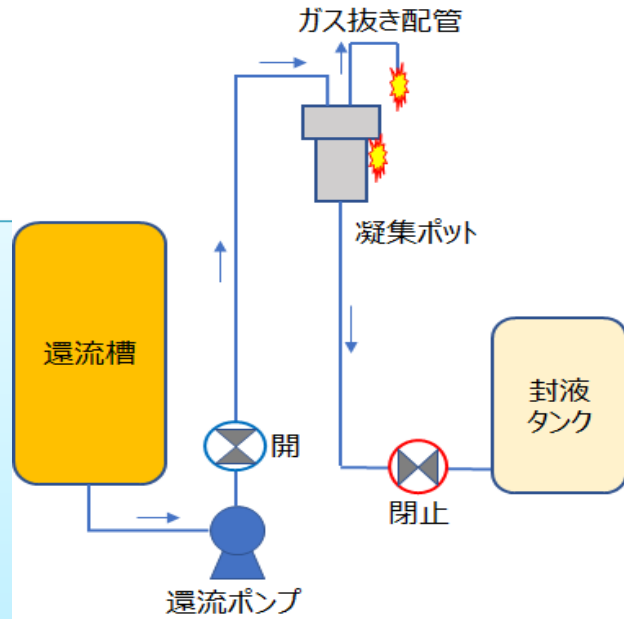 ガス抜き配管
凝集ポット
還流槽
封液
タンク
開
閉止
還流ポンプ